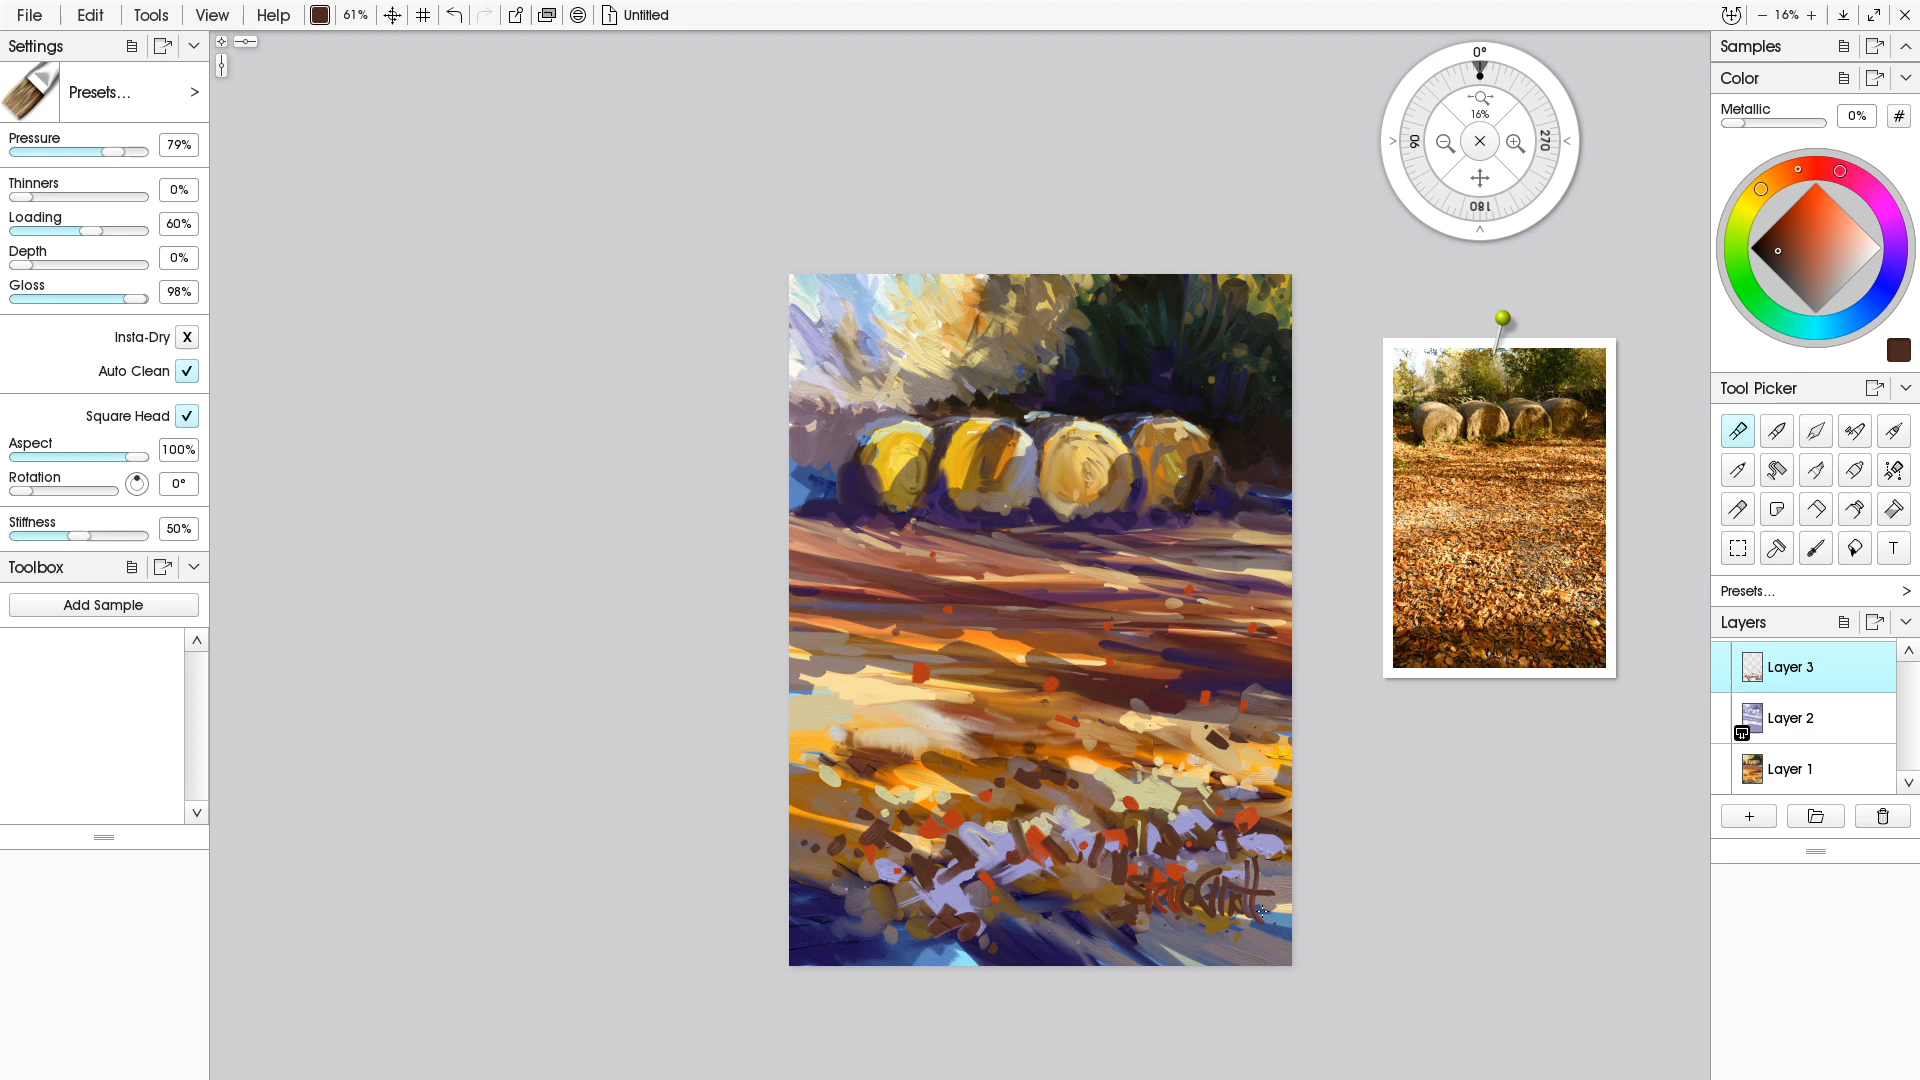 File Edit Tools View Help 61% 1 Untitled 16%
Settings
Presets... >
Pressure 79%
Thinners 0%
Loading 60%
Depth 0%
Gloss 98%
Insta-Dry X
Auto Clean ✓
Square Head ✓
Aspect 100%
Rotation 0°
Stiffness 50%
Toolbox
Add Sample
0°
16%
90
270
180
Samples
Color
Metallic 0% #
Tool Picker
T
Presets... >
Layers
Layer 3
Layer 2
Layer 1